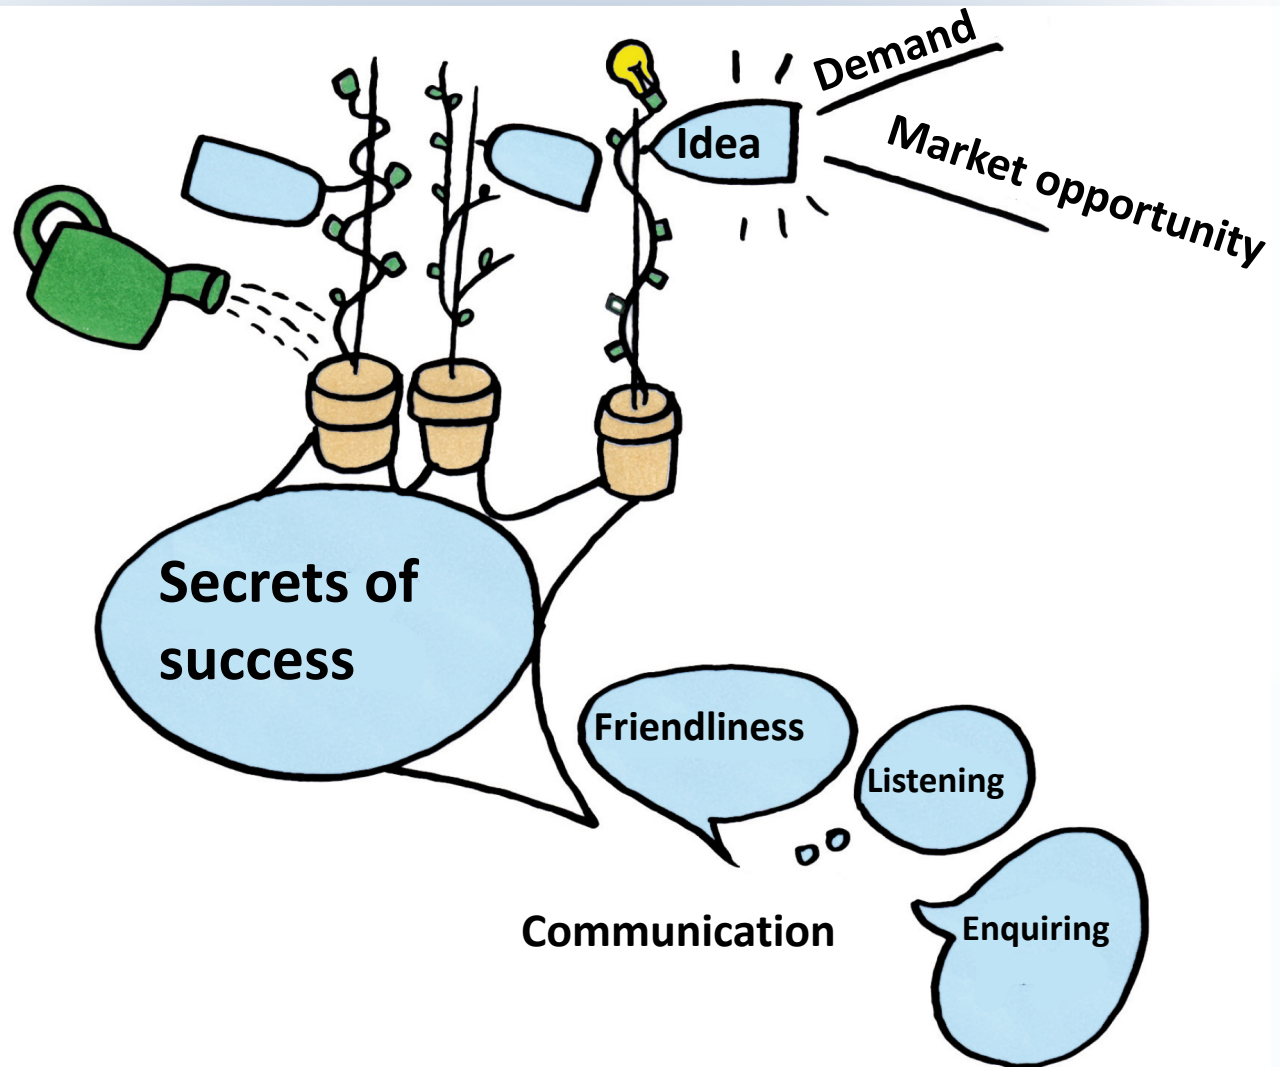 Demand
Idea
Market opportunity
Secrets of
success
Friendliness
Listening
Communication
Enquiring